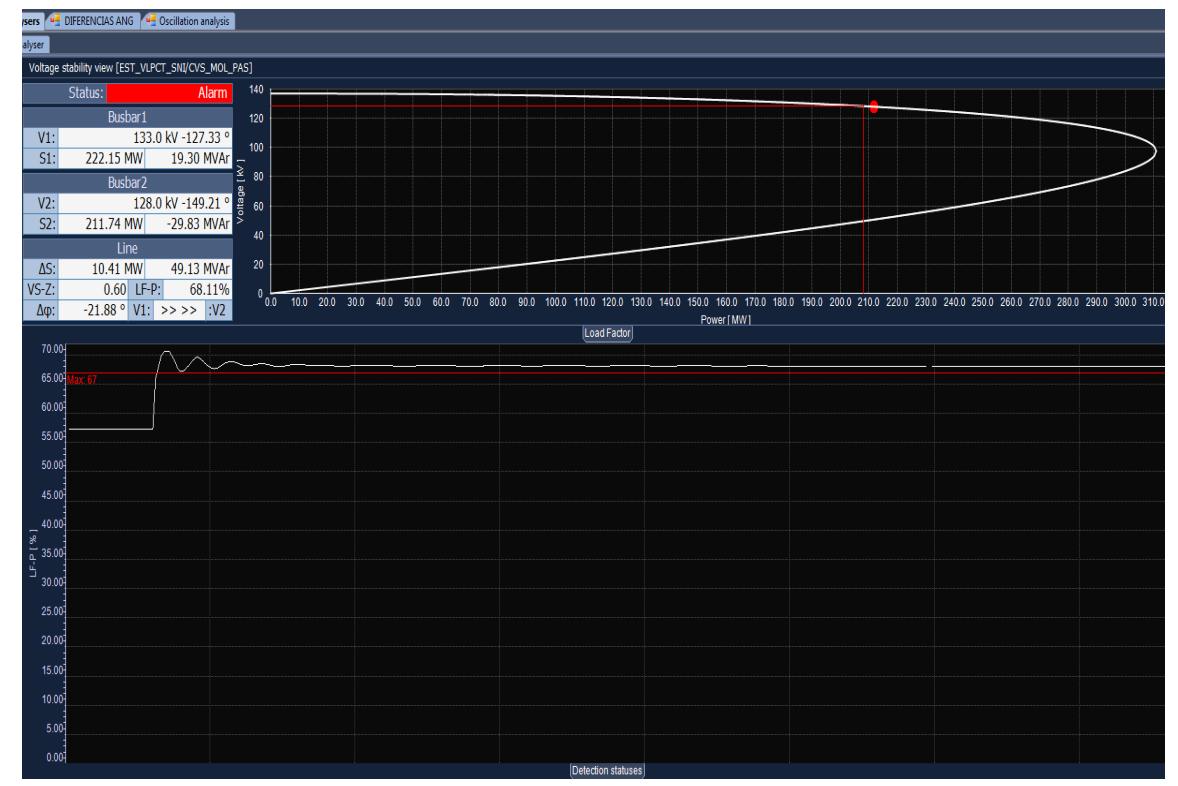 ysers DIFERENCIAS ANG Oscillation analysis
alyser
Voltage stability view [EST_VLPCT_SNI/CVS_MOL_PAS]
Status: Alarm
Busbar1
V1: 133.0 kV -127.33 º
S1: 222.15 MW 19.30 MVAr
Busbar2
V2: 128.0 kV -149.21 º
S2: 211.74 MW -29.83 MVAr
Line
ΔS: 10.41 MW 49.13 MVAr
VS-Z: 0.60 LF-P: 68.11%
Δφ: -21.88 º V1: >> >> :V2
140
120
100
80
60
40
20
0
Voltage [ kV ]
0.0 10.0 20.0 30.0 40.0 50.0 60.0 70.0 80.0 90.0 100.0 110.0 120.0 130.0 140.0 150.0 160.0 170.0 180.0 190.0 200.0 210.0 220.0 230.0 240.0 250.0 260.0 270.0 280.0 290.0 300.0 310.0
Power [ MW ]
Load Factor
70.00
65.00
60.00
55.00
50.00
45.00
40.00
35.00
30.00
25.00
20.00
15.00
10.00
5.00
0.00
LF-P [ % ]
Max: 67
Detection statuses